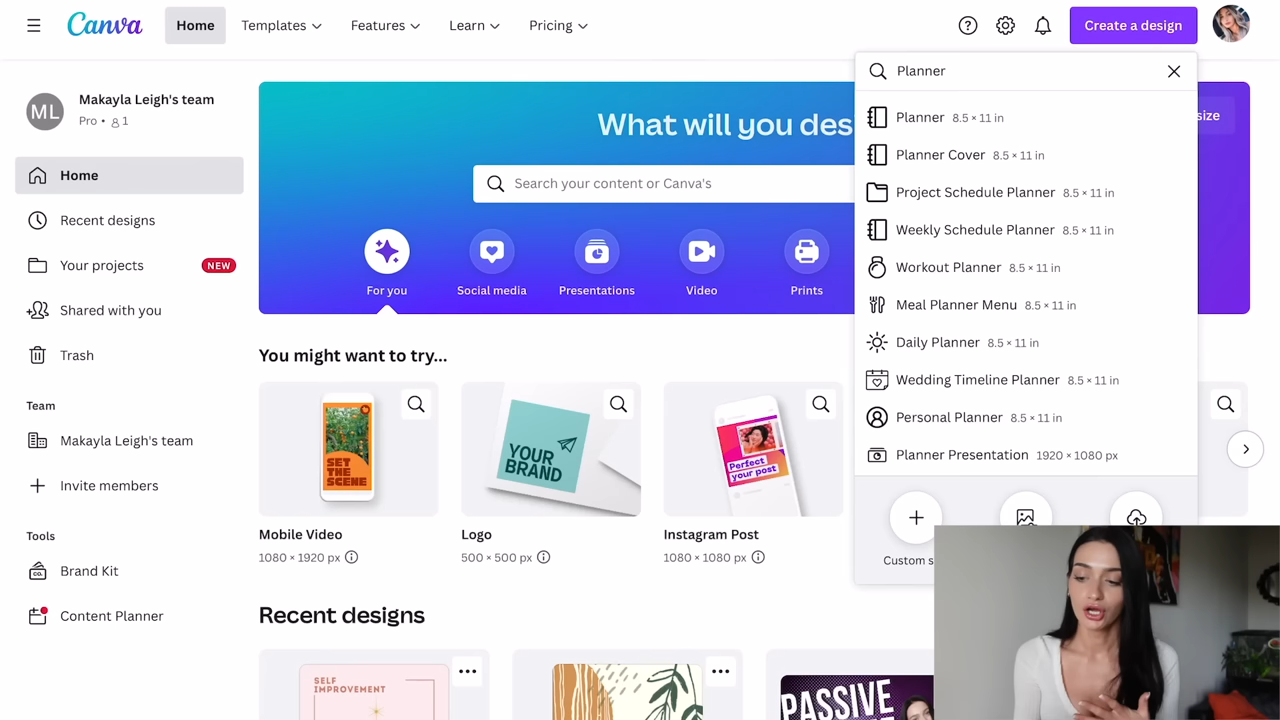 Canva
Home
Templates
Features
Learn
Pricing
Create a design
ML
Makayla Leigh's team
Pro • 1
Home
Recent designs
Your projects
NEW
Shared with you
Trash
Team
Makayla Leigh's team
Invite members
Tools
CO.
Brand Kit
Content Planner
What will you des
size
Search your content or Canva's
For you
Social media
Presentations
Video
Prints
You might want to try...
SET
THE
SCENE
YOUR
BRAND
Perfect
your post
Mobile Video
1080 × 1920 px
Logo
500 × 500 px
Instagram Post
1080 × 1080 px
Recent designs
SELF
IMPROVEMENT
PASSIVE
Planner
Planner 8.5 × 11 in
Planner Cover 8.5 × 11 in
Project Schedule Planner 8.5 × 11 in
Weekly Schedule Planner 8.5 × 11 in
Workout Planner 8.5 × 11 in
Meal Planner Menu 8.5 × 11 in
Daily Planner 8.5 × 11 in
Wedding Timeline Planner 8.5 × 11 in
Personal Planner 8.5 × 11 in
Planner Presentation 1920 × 1080 px
Custom s